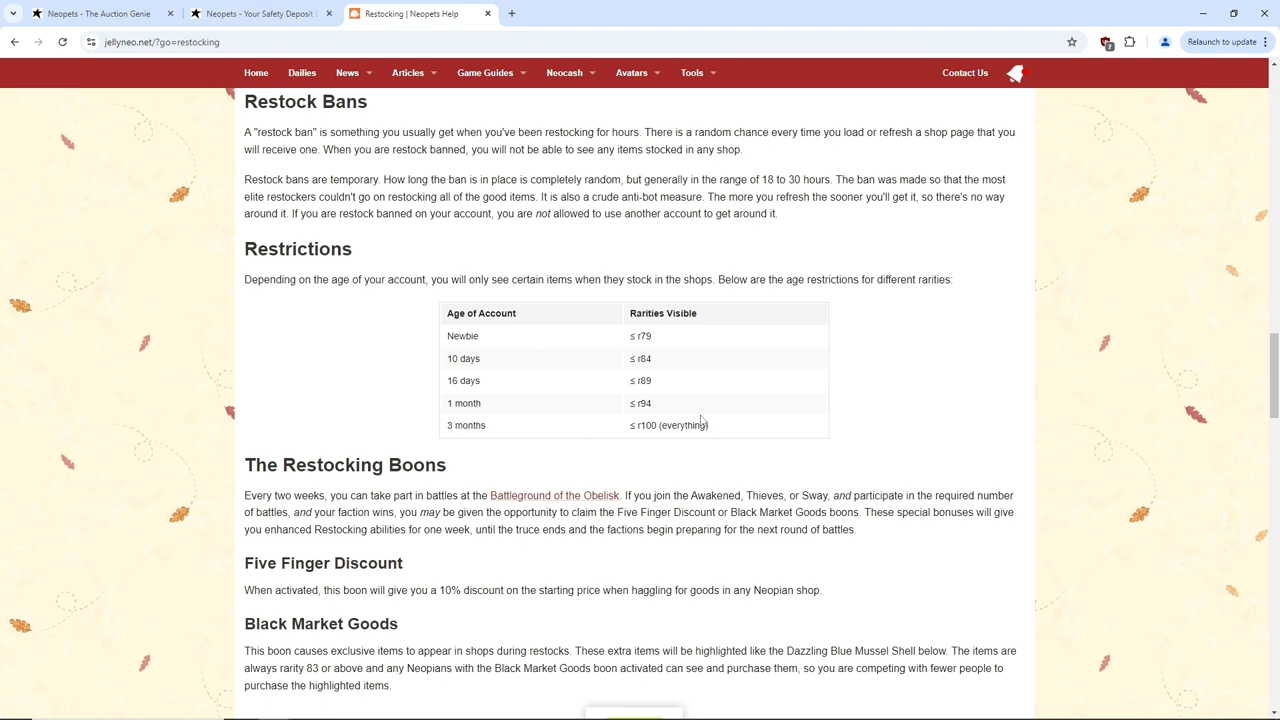 Neopets - The Auction Genie
Neopets - Your Safety Deposit
Restocking | Neopets Help
jellyneo.net/?go=restocking
7
Relaunch to update
Home Dailies News Articles Game Guides Neocash Avatars Tools Contact Us
Restock Bans
A "restock ban" is something you usually get when you've been restocking for hours. There is a random chance every time you load or refresh a shop page that you
will receive one. When you are restock banned, you will not be able to see any items stocked in any shop.
Restock bans are temporary. How long the ban is in place is completely random, but generally in the range of 18 to 30 hours. The ban was made so that the most
elite restockers couldn't go on restocking all of the good items. It is also a crude anti-bot measure. The more you refresh the sooner you'll get it, so there's no way
around it. If you are restock banned on your account, you are not allowed to use another account to get around it.
Restrictions
Depending on the age of your account, you will only see certain items when they stock in the shops. Below are the age restrictions for different rarities:
Age of Account Rarities Visible
Newbie ≤ r79
10 days ≤ r84
16 days ≤ r89
1 month ≤ r94
3 months ≤ r100 (everything)
The Restocking Boons
Every two weeks, you can take part in battles at the Battleground of the Obelisk. If you join the Awakened, Thieves, or Sway, and participate in the required number
of battles, and your faction wins, you may be given the opportunity to claim the Five Finger Discount or Black Market Goods boons. These special bonuses will give
you enhanced Restocking abilities for one week, until the truce ends and the factions begin preparing for the next round of battles.
Five Finger Discount
When activated, this boon will give you a 10% discount on the starting price when haggling for goods in any Neopian shop.
Black Market Goods
This boon causes exclusive items to appear in shops during restocks. These extra items will be highlighted like the Dazzling Blue Mussel Shell below. The items are
always rarity 83 or above and any Neopians with the Black Market Goods boon activated can see and purchase them, so you are competing with fewer people to
purchase the highlighted items.